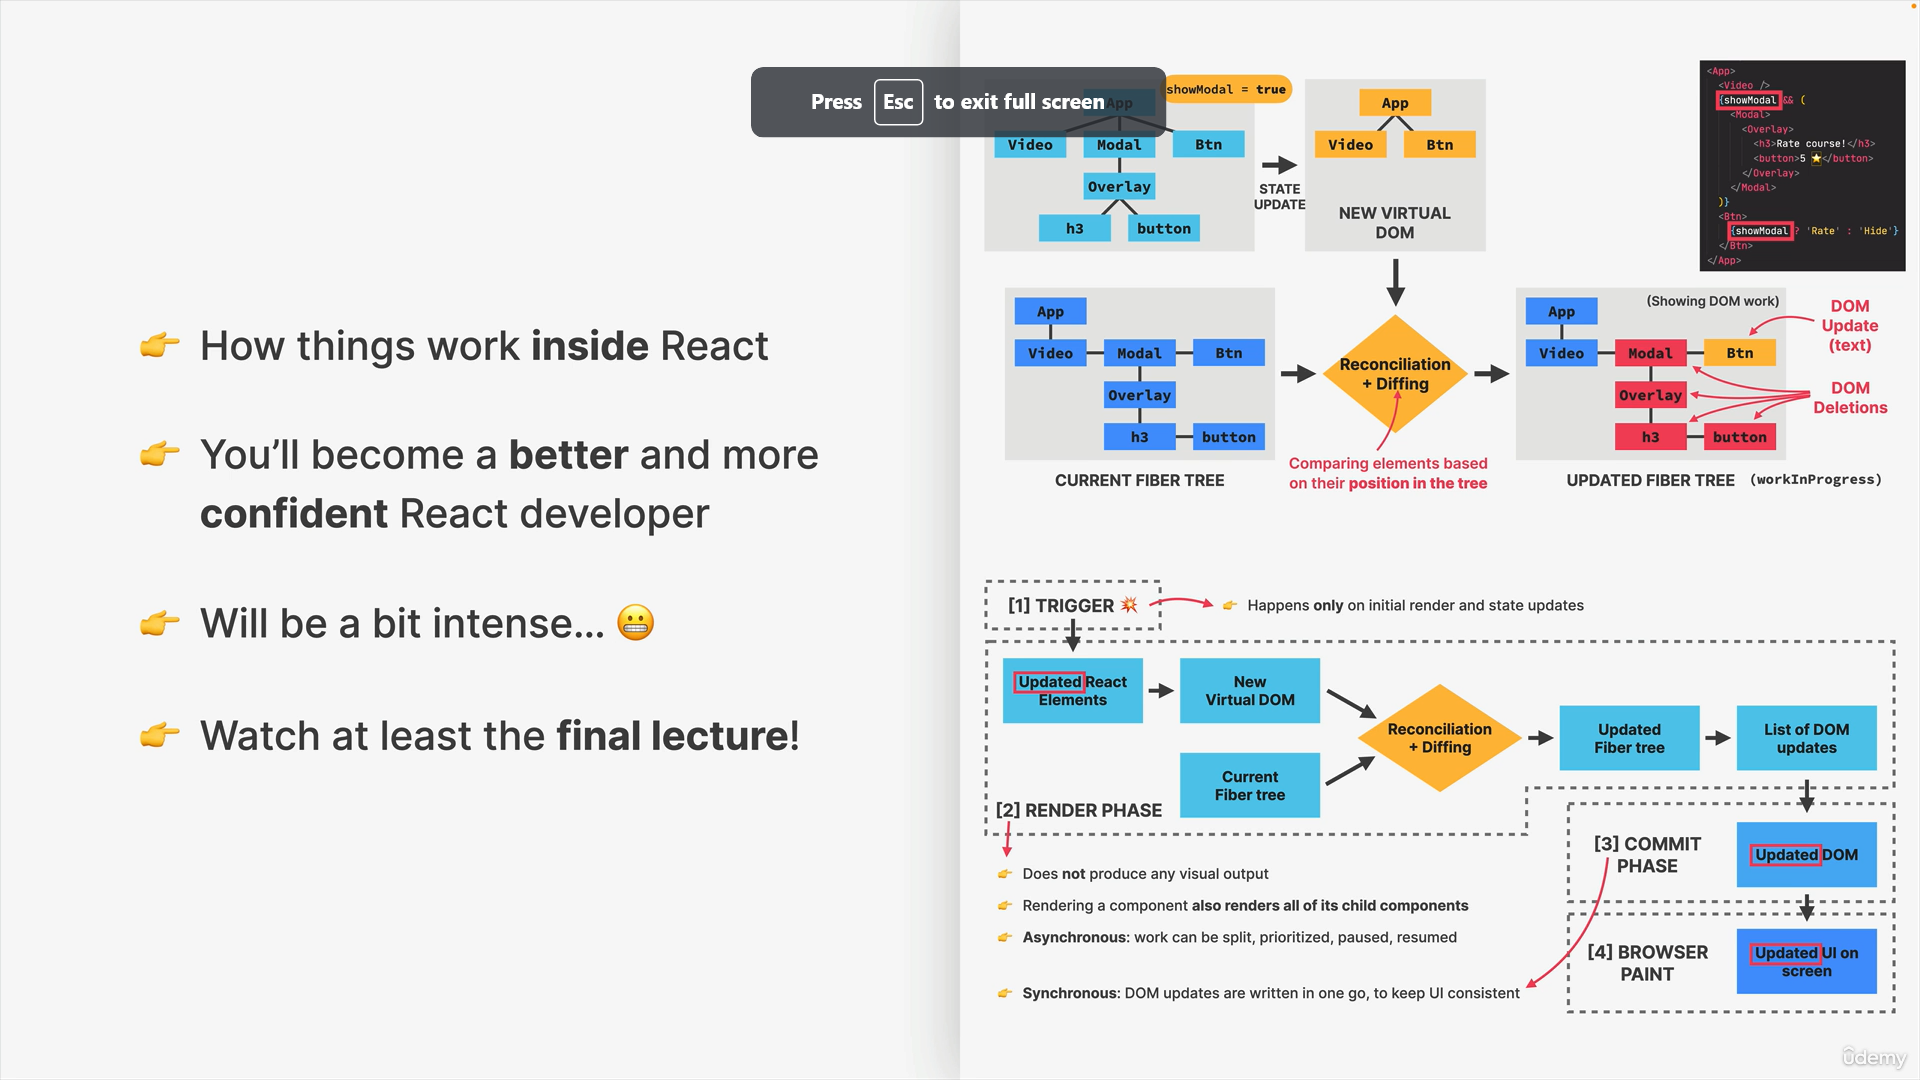 How things work inside React
You'll become a better and more
confident React developer
Will be a bit intense...
Watch at least the final lecture!
Press Esc to exit full screen
showModal = true
App
Video
Modal
Btn
Overlay
h3
button
STATE
UPDATE
App
Video
Btn
NEW VIRTUAL
DOM
<App>
<Video />
{showModal && (
<Modal>
<Overlay>
<h3>Rate course!</h3>
<button>5 ⭐</button>
</Overlay>
</Modal>
)}
<Btn>
{showModal ? 'Rate' : 'Hide'}
</Btn>
</App>
App
Video
Modal
Btn
Overlay
h3
button
CURRENT FIBER TREE
Reconciliation
+ Diffing
Comparing elements based
on their position in the tree
(Showing DOM work)
App
Video
Modal
Btn
Overlay
h3
button
UPDATED FIBER TREE (workInProgress)
DOM
Update
(text)
DOM
Deletions
[1] TRIGGER
Happens only on initial render and state updates
Updated React
Elements
New
Virtual DOM
Current
Fiber tree
Reconciliation
+ Diffing
Updated
Fiber tree
List of DOM
updates
[2] RENDER PHASE
Does not produce any visual output
Rendering a component also renders all of its child components
Asynchronous: work can be split, prioritized, paused, resumed
[3] COMMIT
PHASE
Updated DOM
Synchronous: DOM updates are written in one go, to keep UI consistent
[4] BROWSER
PAINT
Updated UI on
screen
ûdemy